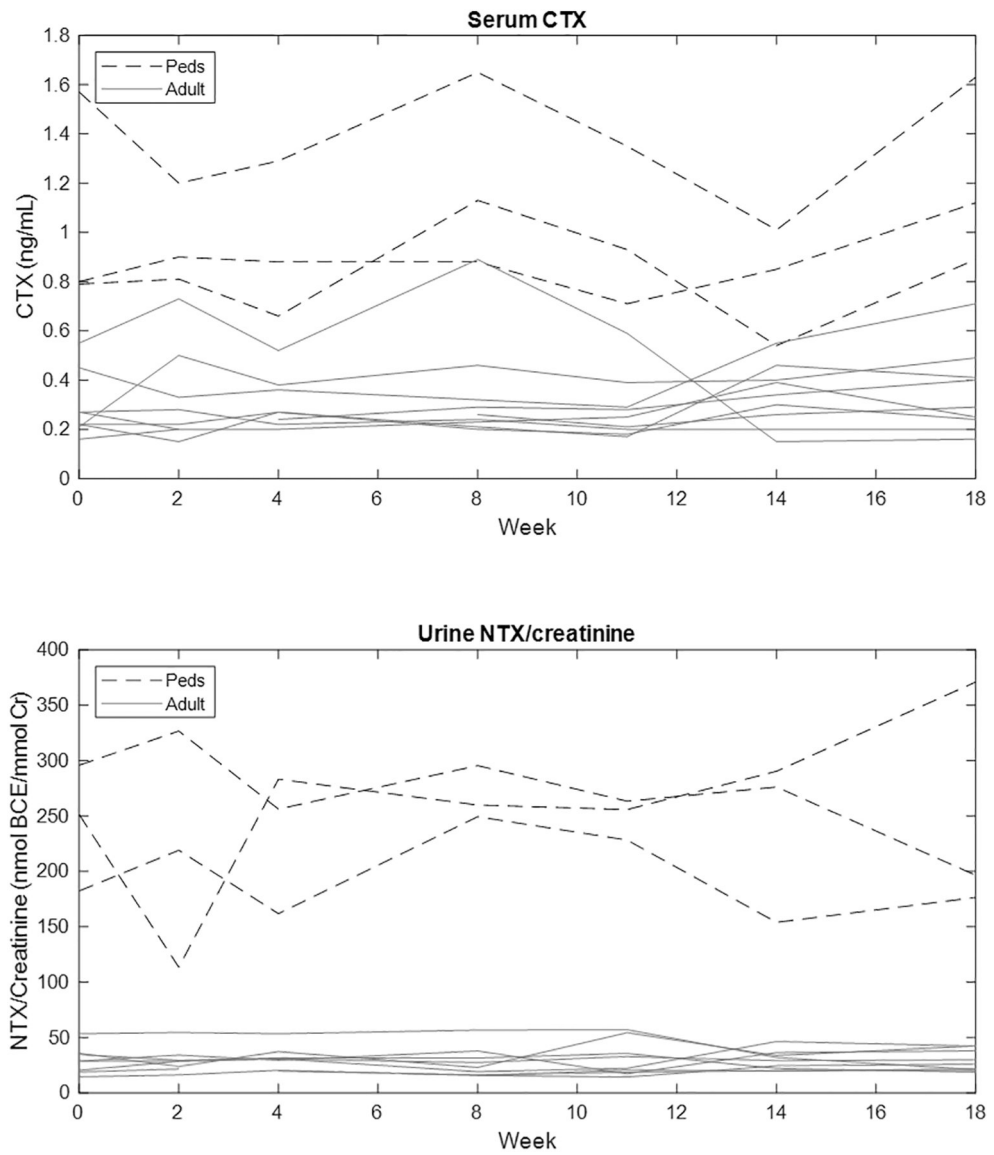 Serum CTX
1.8
1.6
1.4
1.2
1
0.8
0.6
0.4
0.2
0
CTX (ng/mL)
Peds
Adult
0 2 4 6 8 10 12 14 16 18
Week
Urine NTX/creatinine
400
350
300
250
200
150
100
50
0
NTX/Creatinine (nmol BCE/mmol Cr)
Peds
Adult
0 2 4 6 8 10 12 14 16 18
Week